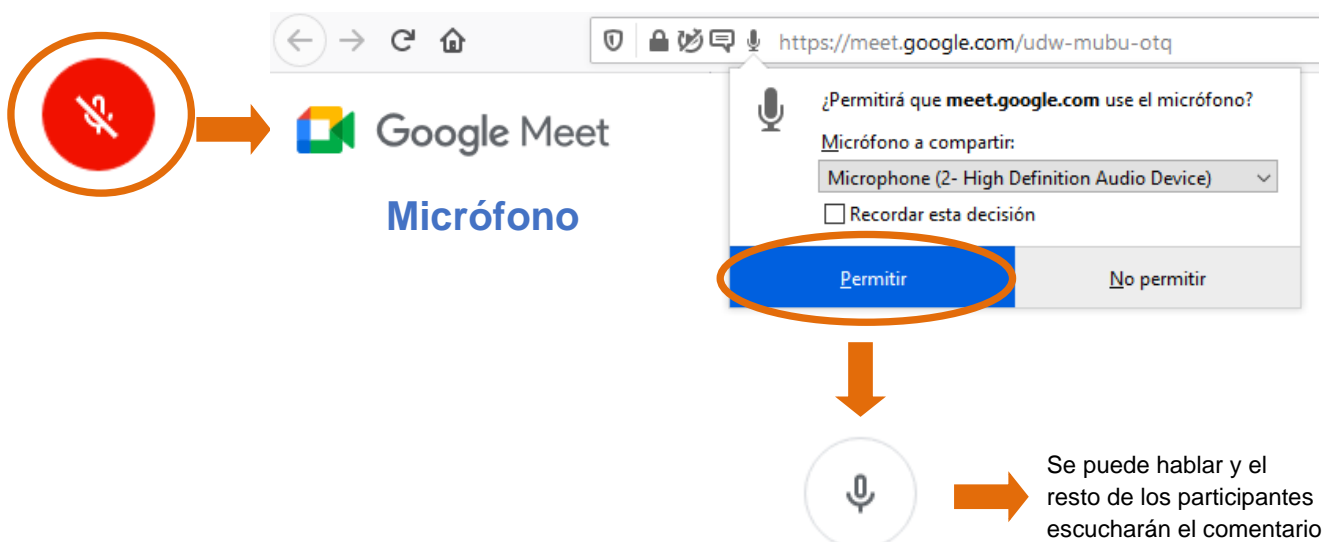 https://meet.google.com/udw-mubu-otq
Google Meet
Micrófono
¿Permitirá que meet.google.com use el micrófono?
Micrófono a compartir:
Microphone (2- High Definition Audio Device)
Recordar esta decisión
Permitir
No permitir
Se puede hablar y el
resto de los participantes
escucharán el comentario